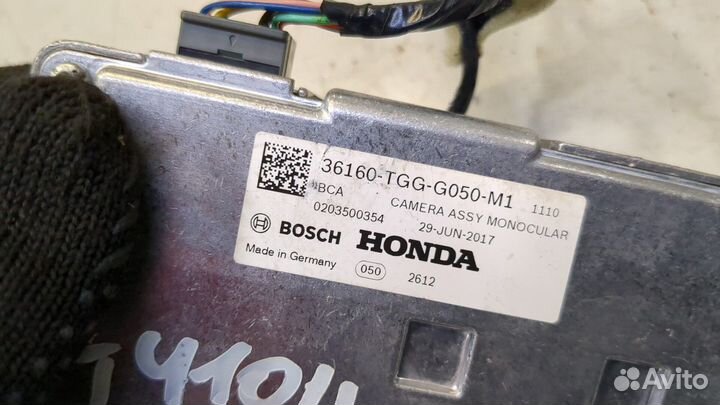 36160-TGG-G050-M1 1110
BCA CAMERA ASSY MONOCULAR
0203500354 29-JUN-2017
BOSCH HONDA
Made in Germany 050 2612
Avito